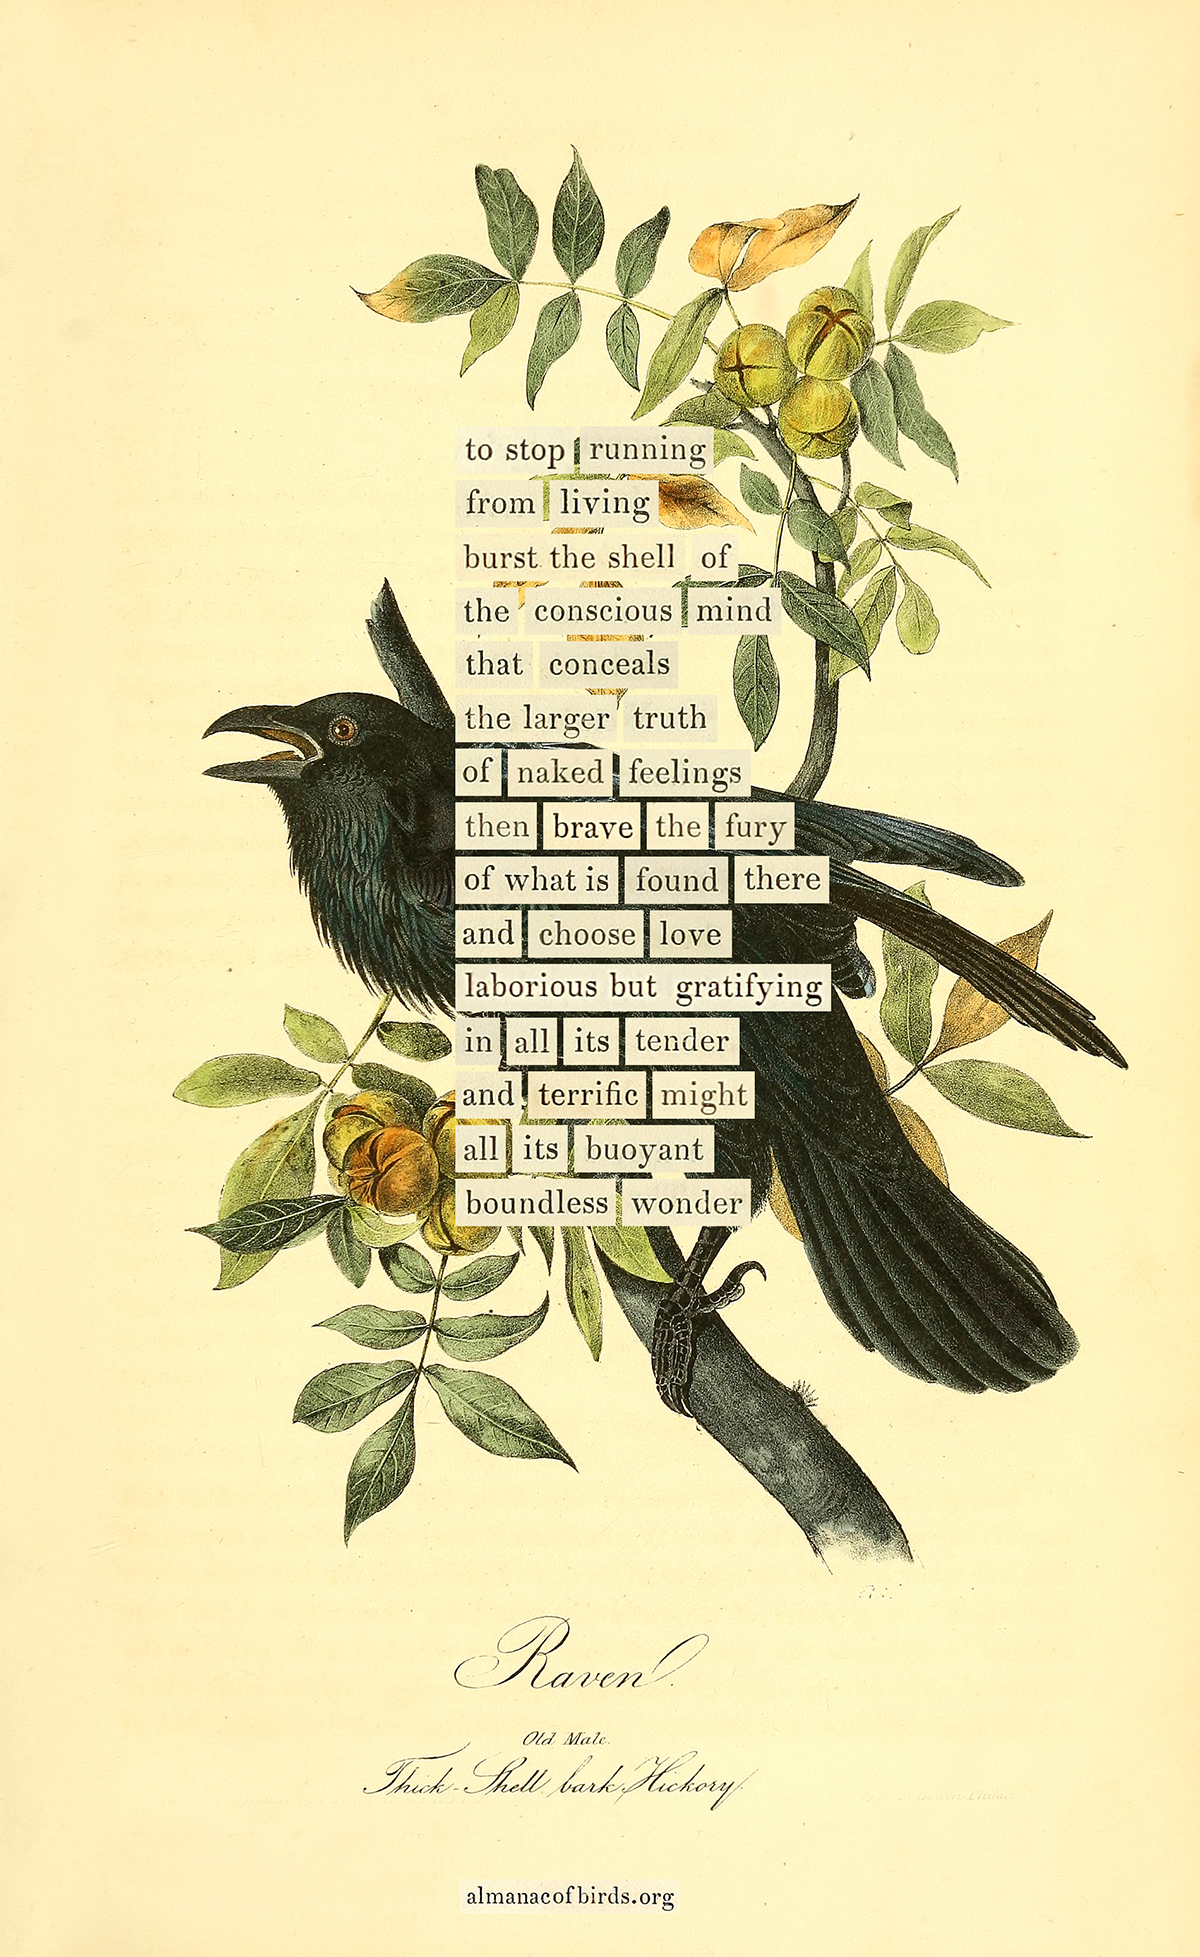 to stop running
from living
burst the shell of
the conscious mind
that conceals
the larger truth
of naked feelings
then brave the fury
of what is found there
and choose love
laborious but gratifying
in all its tender
and terrific might
all its buoyant
boundless wonder
Raven.
Old Male.
Thick-Shell bark Hickory.
almanacofbirds.org